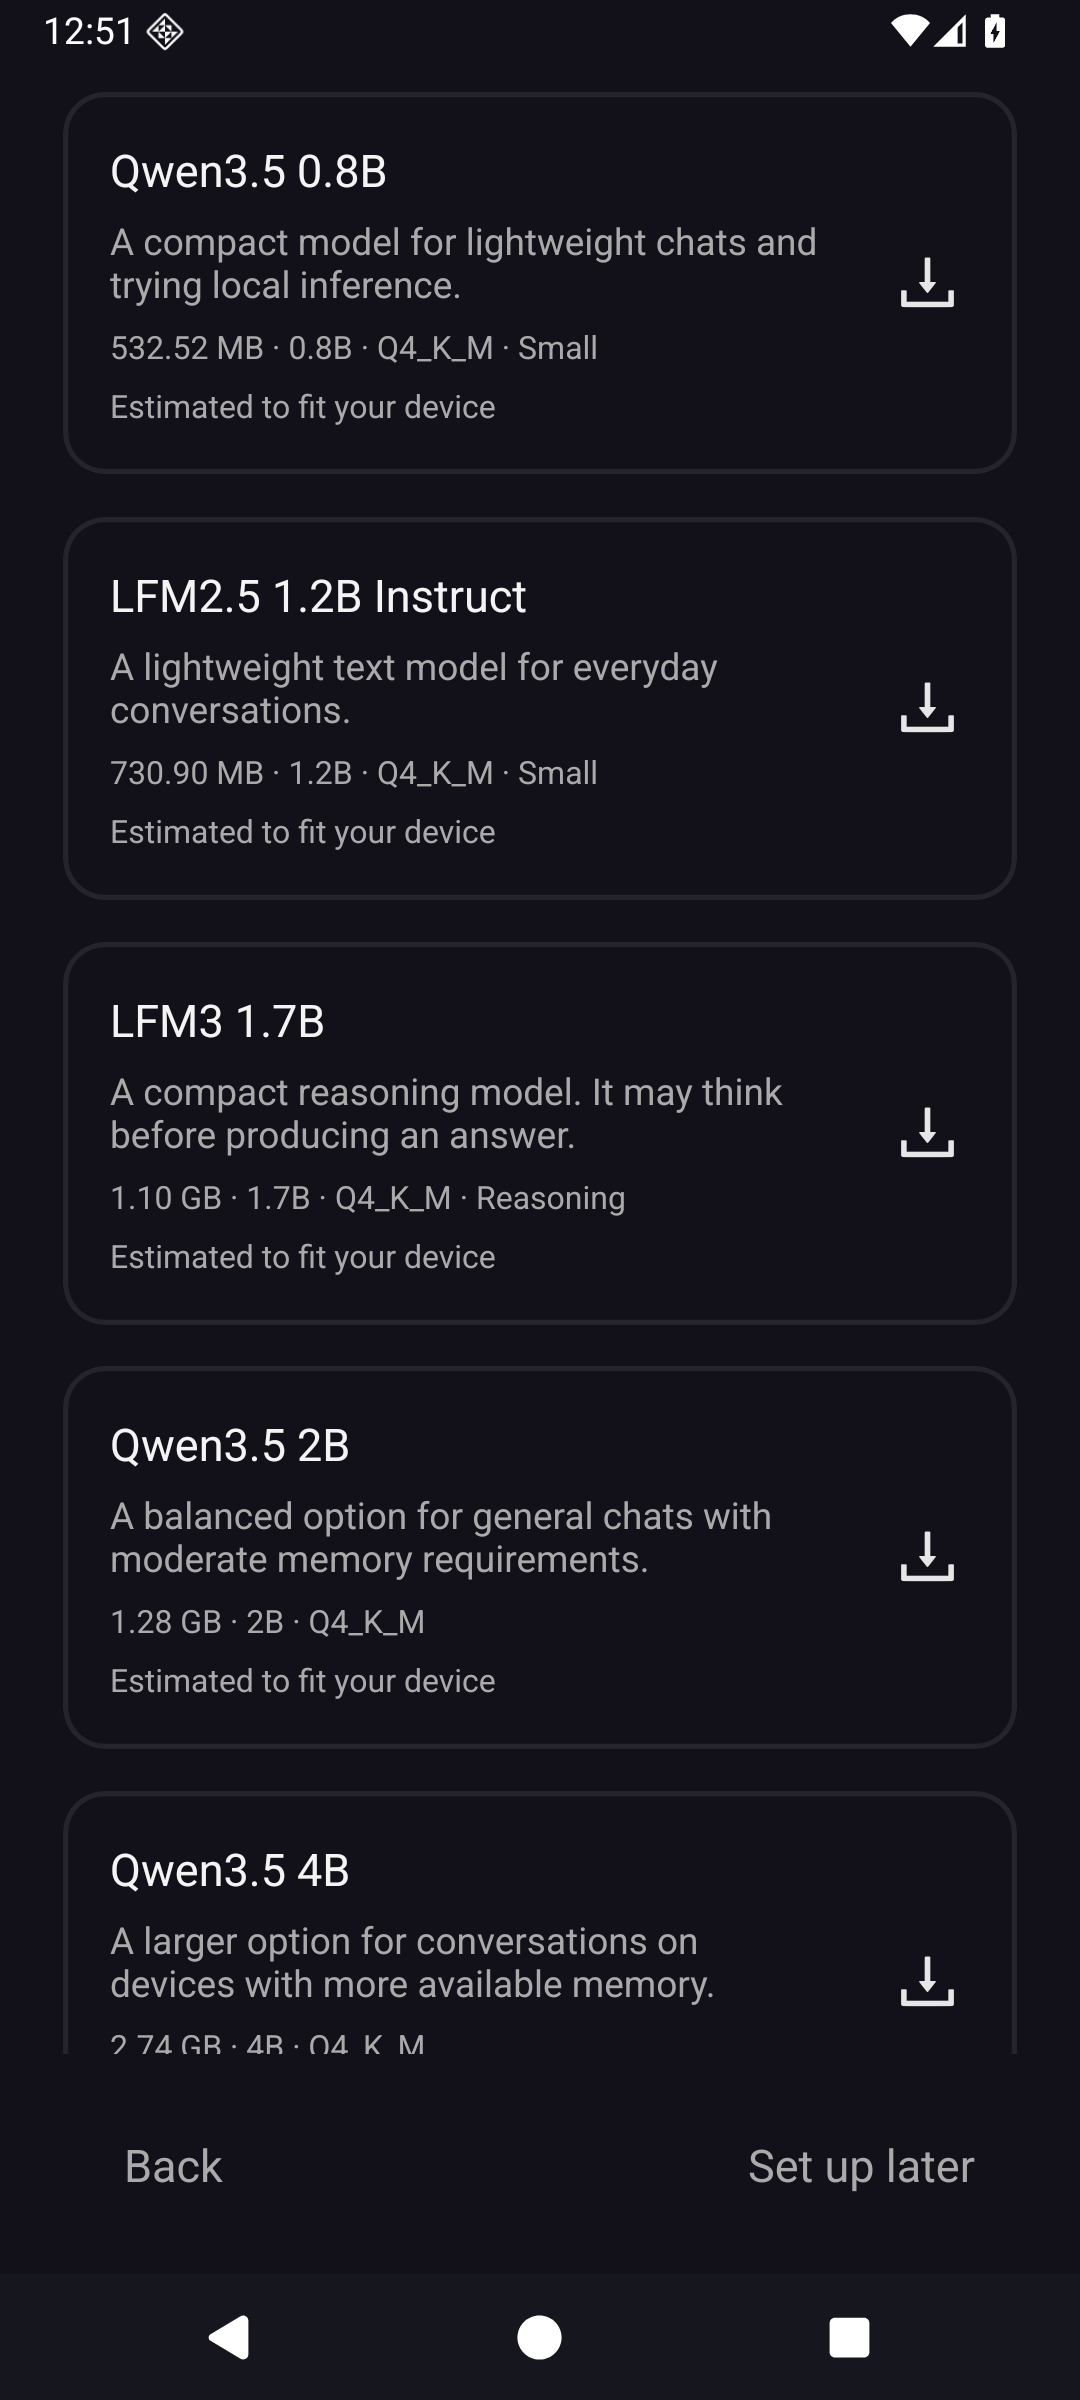 12:51
Qwen3.5 0.8B
A compact model for lightweight chats and
trying local inference.
532.52 MB · 0.8B · Q4_K_M · Small
Estimated to fit your device
LFM2.5 1.2B Instruct
A lightweight text model for everyday
conversations.
730.90 MB · 1.2B · Q4_K_M · Small
Estimated to fit your device
LFM3 1.7B
A compact reasoning model. It may think
before producing an answer.
1.10 GB · 1.7B · Q4_K_M · Reasoning
Estimated to fit your device
Qwen3.5 2B
A balanced option for general chats with
moderate memory requirements.
1.28 GB · 2B · Q4_K_M
Estimated to fit your device
Qwen3.5 4B
A larger option for conversations on
devices with more available memory.
2.74 GB · 4B · Q4_K_M
Back
Set up later